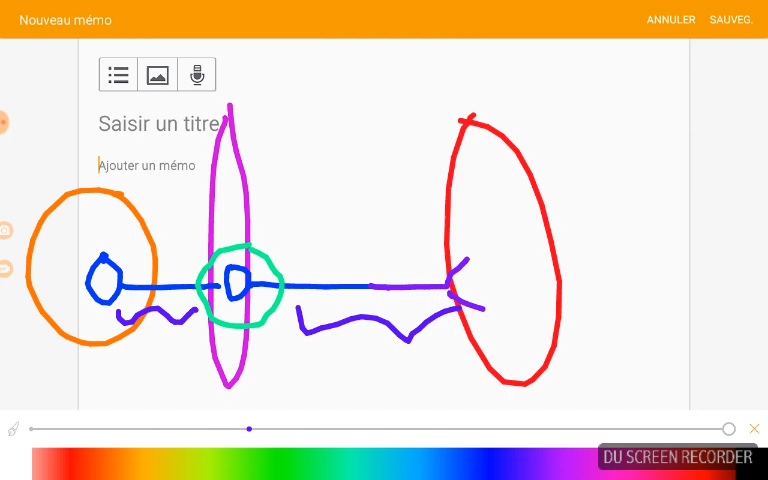 Nouveau mémo
ANNULER SAUVEG.
Saisir un titre
Ajouter un mémo
DU SCREEN RECORDER